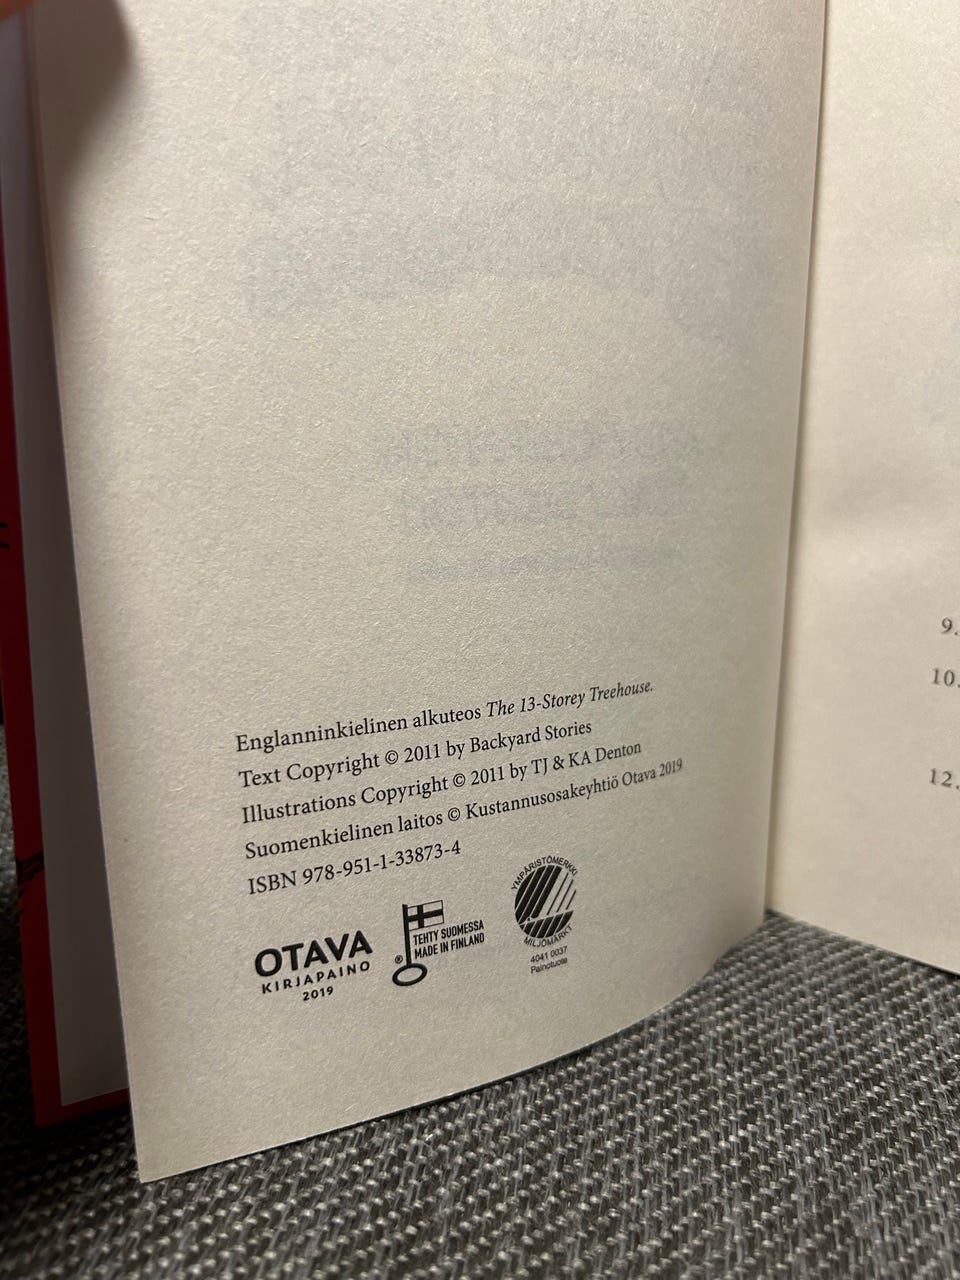 Englanninkielinen alkuteos The 13-Storey Treehouse.
Text Copyright © 2011 by Backyard Stories
Illustrations Copyright © 2011 by TJ & KA Denton
Suomenkielinen laitos © Kustannusosakeyhtiö Otava 2019
ISBN 978-951-1-33873-4
OTAVA
KIRJAPAINO
2019
®
TEHTY SUOMESSA
MADE IN FINLAND
YMPÄRISTÖMERKKI
MILJÖMÄRKT
4041 0037
Painotuote
9.
10.
12.